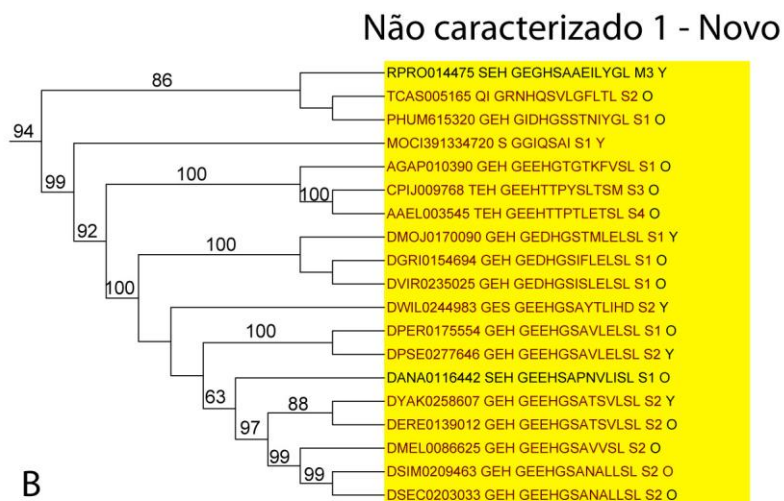 Não caracterizado 1 - Novo
86
RPRO014475 SEH GEGHSAAEILYGL M3 Y
TCAS005165 QI GRNHQSVLGFLTL S2 O
PHUM615320 GEH GIDHGSSTNIYGL S1 O
94
MOCI391334720 S GGIQSAI S1 Y
99
100
AGAP010390 GEH GEEHGTGTKFVSL S1 O
100
CPIJ009768 TEH GEEHTTPYSLTSM S3 O
AAEL003545 TEH GEEHTTPTLETSL S4 O
92
100
DMOJ0170090 GEH GEDHGSTMLELSL S1 Y
DGRI0154694 GEH GEDHGSIFLELSL S1 O
DVIR0235025 GEH GEDHGSISLELSL S1 O
100
DWIL0244983 GES GEEHGSAYTLIHD S2 Y
100
DPER0175554 GEH GEEHGSAVLELSL S1 O
DPSE0277646 GEH GEEHGSAVLELSL S2 Y
DANA0116442 SEH GEEHSAPNVLISL S1 O
63
88
DYAK0258607 GEH GEEHGSATSVLSL S2 Y
DERE0139012 GEH GEEHGSATSVLSL S2 O
97
DMEL0086625 GEH GEEHGSAVVSL S2 O
99
99
DSIM0209463 GEH GEEHGSANALLSL S2 O
DSEC0203033 GEH GEEHGSANALLSL S2 O
B